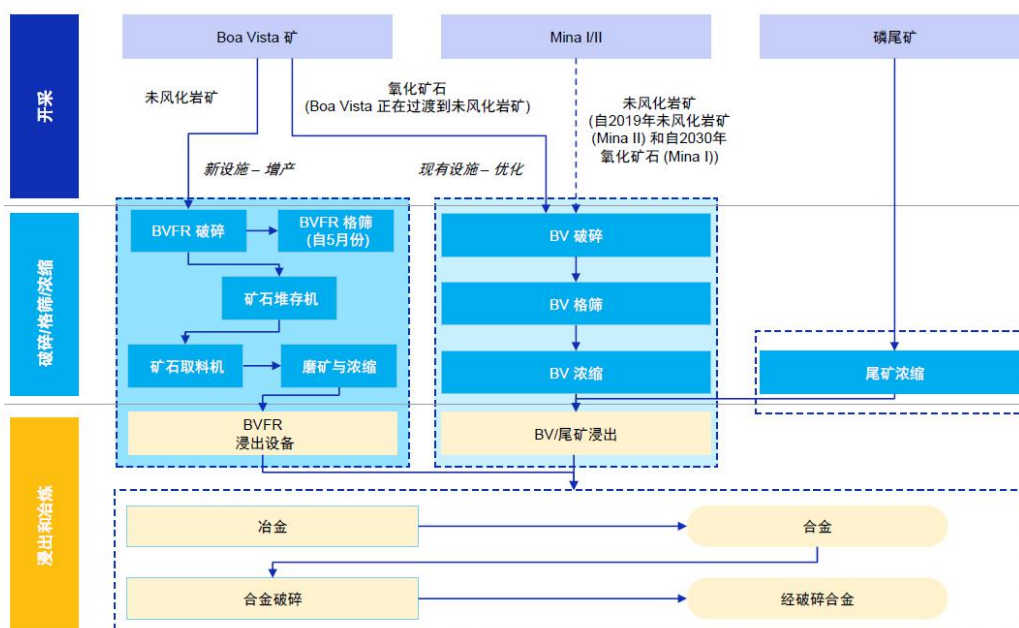 开采
Boa Vista 矿
Mina I/II
磷尾矿
未风化岩矿
氧化矿石
(Boa Vista 正在过渡到未风化岩矿)
未风化岩矿
(自2019年未风化岩矿
(Mina II) 和自2030年
氧化矿石 (Mina I))
新设施 – 增产
现有设施 – 优化
破碎/格筛/浓缩
BVFR 破碎
BVFR 格筛
(自5月份)
矿石堆存机
矿石取料机
磨矿与浓缩
BV 破碎
BV 格筛
BV 浓缩
尾矿浓缩
浸出和冶炼
BVFR
浸出设备
BV/尾矿浸出
冶金
合金
合金破碎
经破碎合金